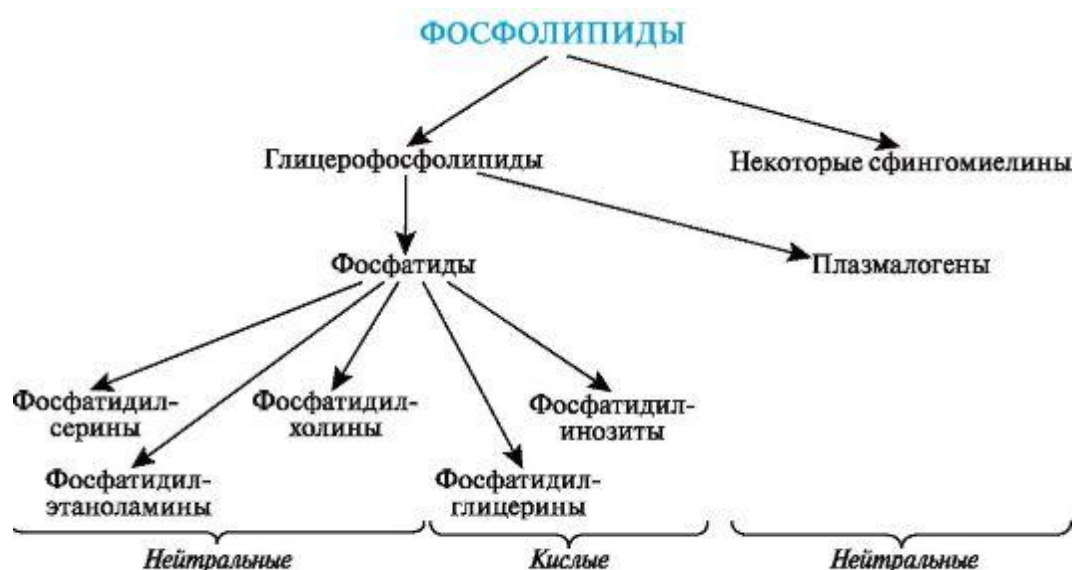 ФОСФОЛИПИДЫ
Глицерофосфолипиды
Некоторые сфингомиелины
Фосфатиды
Плазмалогены
Фосфатидил-
серины
Фосфатидил-
холины
Фосфатидил-
инозиты
Фосфатидил-
этаноламины
Фосфатидил-
глицерины
Нейтральные
Кислые
Нейтральные